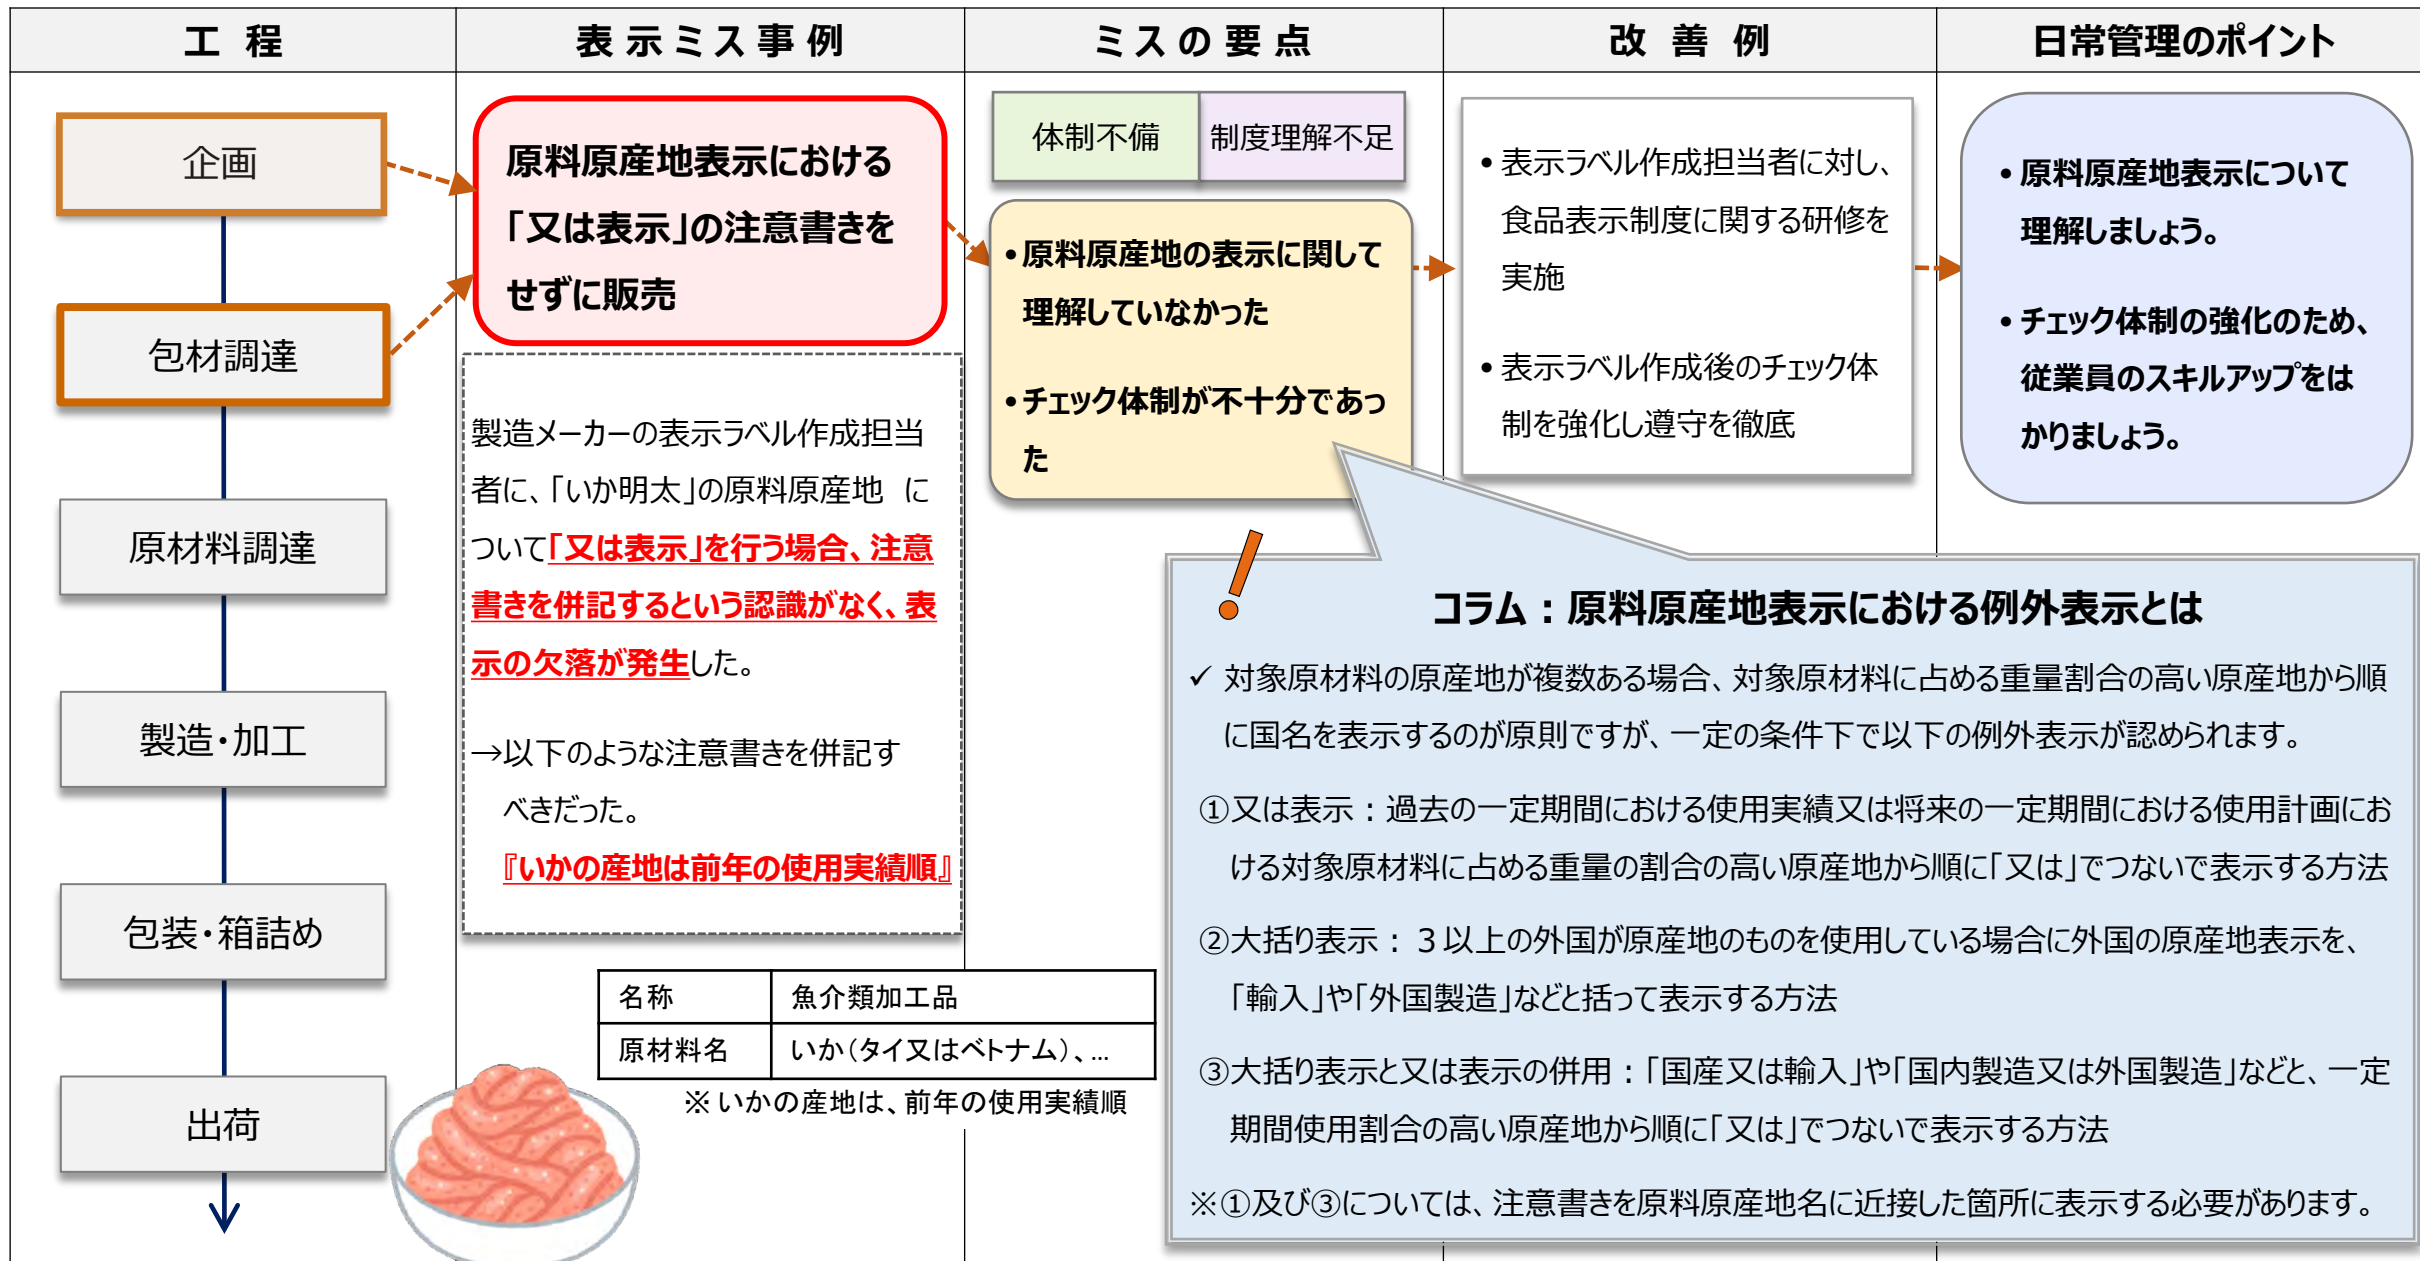 工 程
表示ミス事例
ミスの要点
改 善 例
日常管理のポイント
企画
包材調達
原材料調達
製造・加工
包装・箱詰め
出荷
原料原産地表示における
「又は表示」の注意書きを
せずに販売
製造メーカーの表示ラベル作成担当
者に、「いか明太」の原料原産地 に
ついて「又は表示」を行う場合、注意
書きを併記するという認識がなく、表
示の欠落が発生した。
→以下のような注意書きを併記す
べきだった。
『いかの産地は前年の使用実績順』
名称 魚介類加工品
原材料名 いか（タイ又はベトナム）、…
※いかの産地は、前年の使用実績順
体制不備 制度理解不足
•原料原産地の表示に関して
理解していなかった
•チェック体制が不十分であっ
た
•表示ラベル作成担当者に対し、
食品表示制度に関する研修を
実施
•表示ラベル作成後のチェック体
制を強化し遵守を徹底
•原料原産地表示について
理解しましょう。
•チェック体制の強化のため、
従業員のスキルアップをは
かりましょう。
コラム：原料原産地表示における例外表示とは
✓ 対象原材料の原産地が複数ある場合、対象原材料に占める重量割合の高い原産地から順
に国名を表示するのが原則ですが、一定の条件下で以下の例外表示が認められます。
①又は表示：過去の一定期間における使用実績又は将来の一定期間における使用計画にお
ける対象原材料に占める重量の割合の高い原産地から順に「又は」でつないで表示する方法
②大括り表示：３以上の外国が原産地のものを使用している場合に外国の原産地表示を、
「輸入」や「外国製造」などと括って表示する方法
③大括り表示と又は表示の併用：「国産又は輸入」や「国内製造又は外国製造」などと、一定
期間使用割合の高い原産地から順に「又は」でつないで表示する方法
※①及び③については、注意書きを原料原産地名に近接した箇所に表示する必要があります。